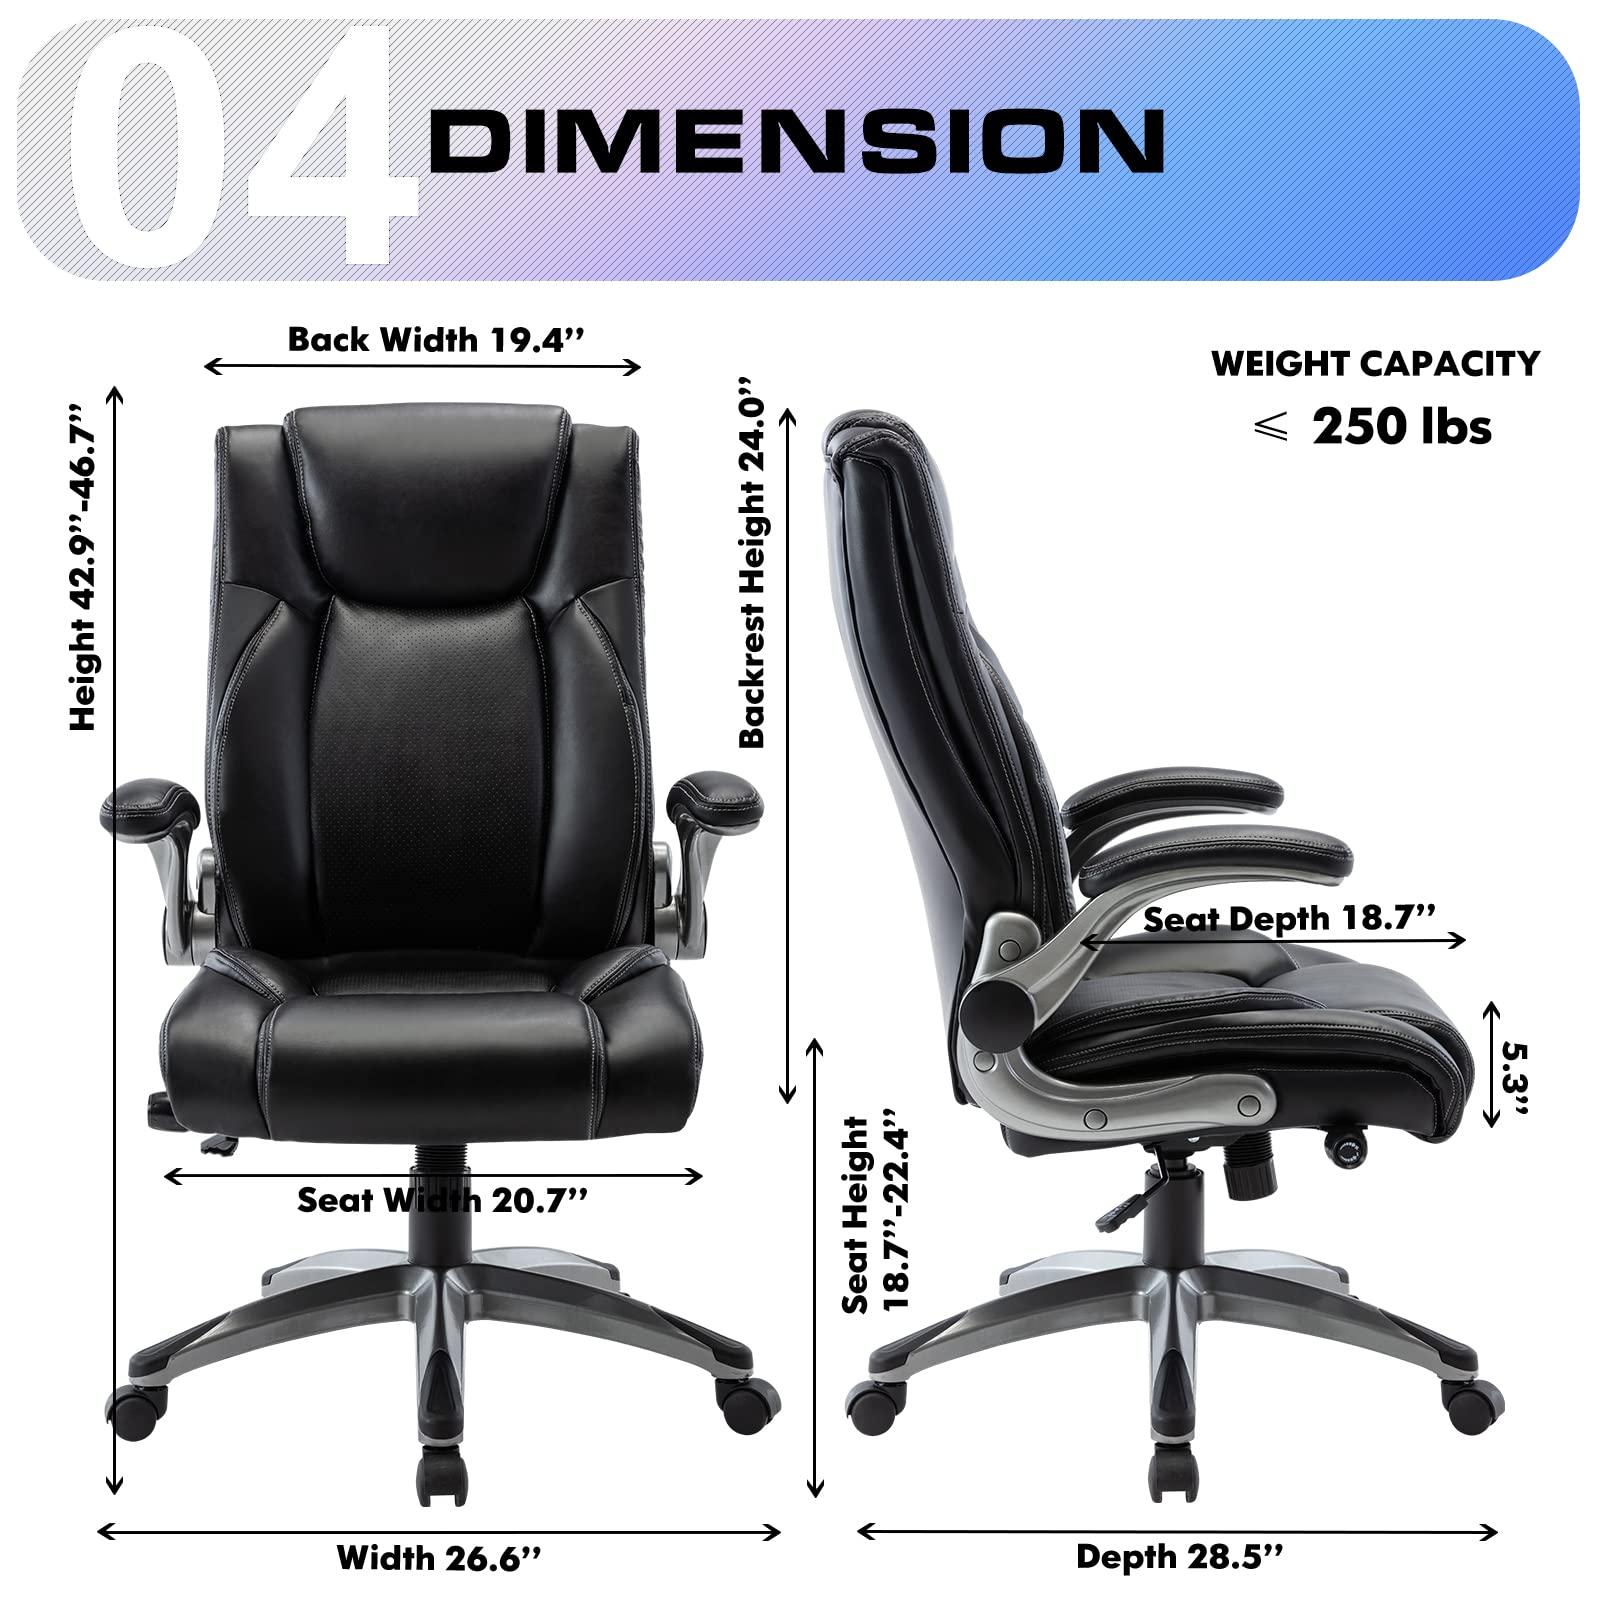 04 DIMENSION
Back Width 19.4’’
WEIGHT CAPACITY
≤ 250 lbs
Height 42.9’’-46.7’’
Backrest Height 24.0’’
Seat Depth 18.7’’
5.3’’
Seat Height
18.7’’-22.4’’
Seat Width 20.7’’
Width 26.6’’
Depth 28.5’’